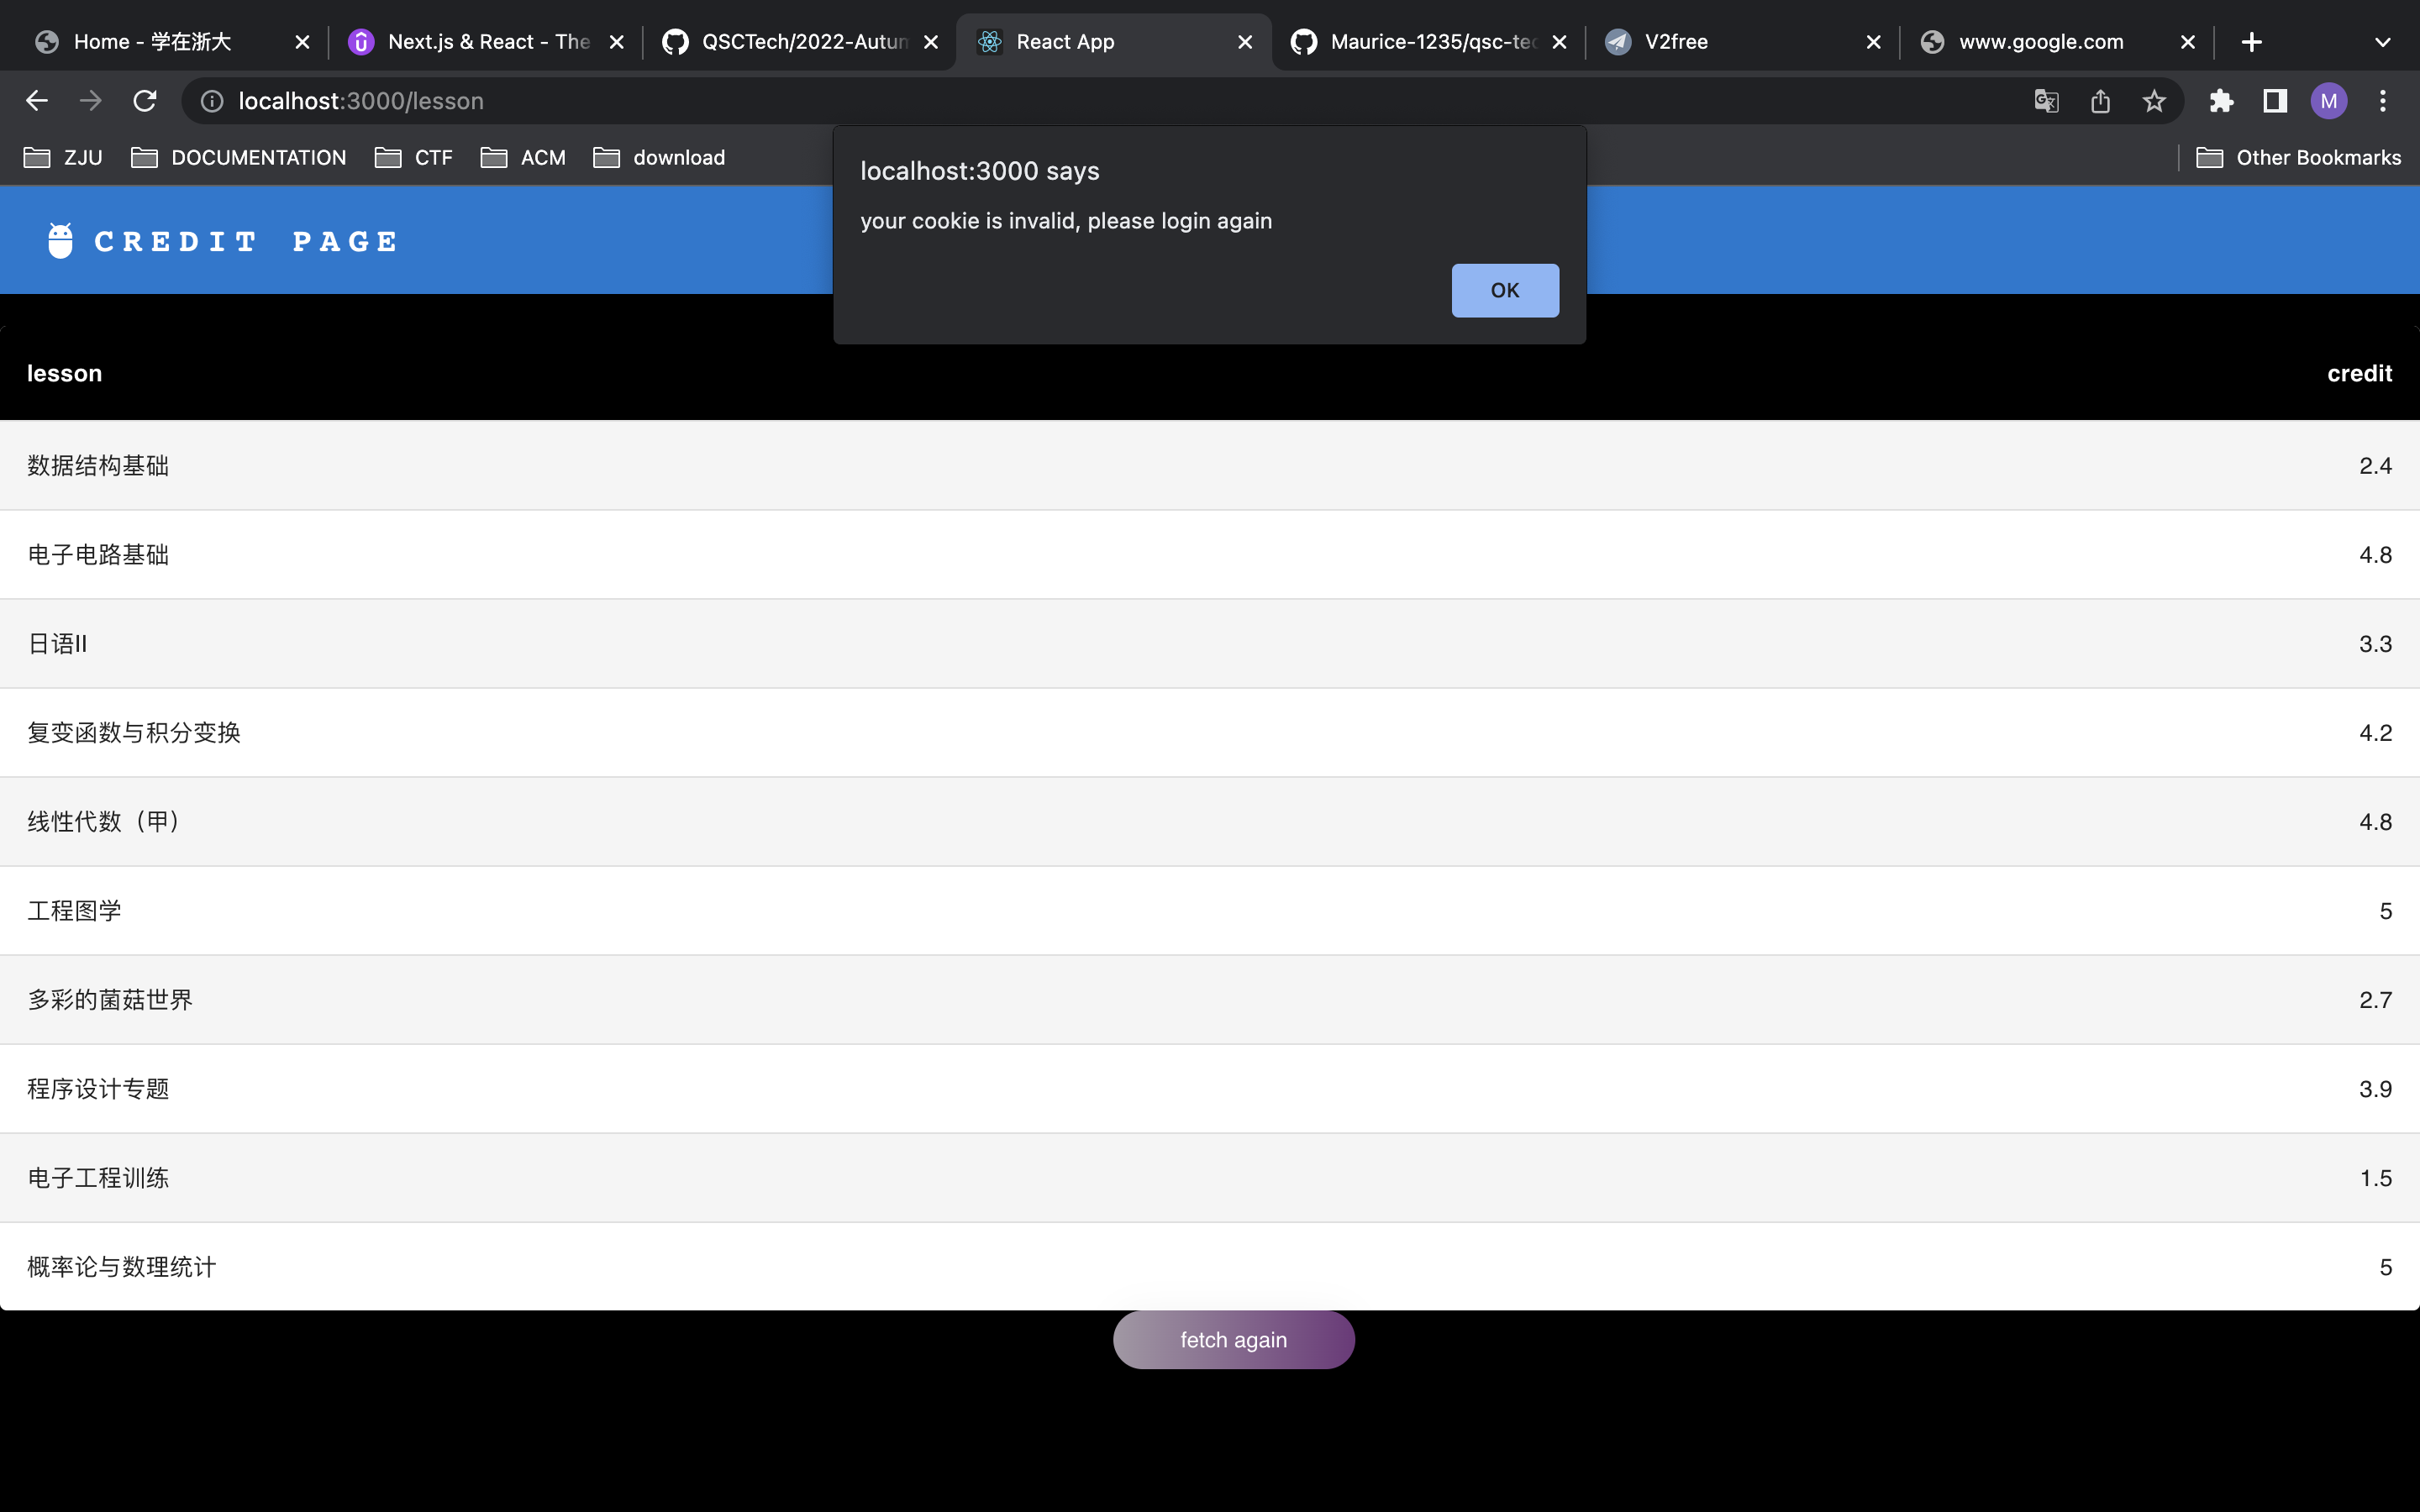 Home - 学在浙大
Next.js & React - The
QSCTech/2022-Autum
React App
Maurice-1235/qsc-tec
V2free
www.google.com
localhost:3000/lesson
M
ZJU
DOCUMENTATION
CTF
ACM
download
Other Bookmarks
localhost:3000 says
your cookie is invalid, please login again
OK
CREDIT PAGE
lesson credit
数据结构基础 2.4
电子电路基础 4.8
日语II 3.3
复变函数与积分变换 4.2
线性代数（甲） 4.8
工程图学 5
多彩的菌菇世界 2.7
程序设计专题 3.9
电子工程训练 1.5
概率论与数理统计 5
fetch again